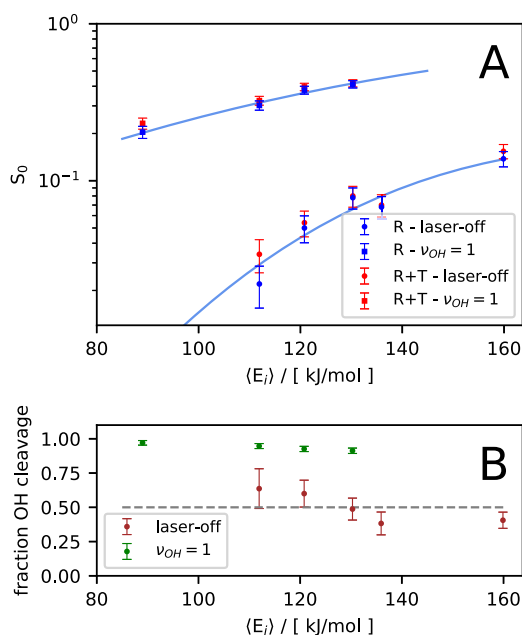 A
10⁰
10⁻¹
S₀
R - laser-off
R - ν_OH = 1
R+T - laser-off
R+T - ν_OH = 1
80 100 120 140 160
⟨E_i⟩ / [ kJ/mol ]
B
1.00
0.75
0.50
0.25
0.00
fraction OH cleavage
laser-off
ν_OH = 1
80 100 120 140 160
⟨E_i⟩ / [ kJ/mol ]